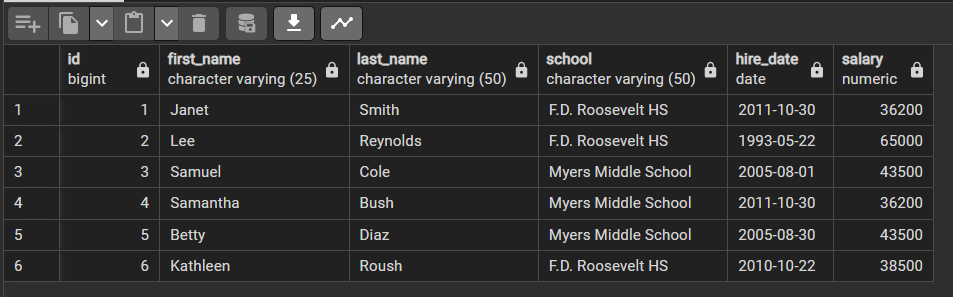 id first_name last_name school hire_date salary
bigint character varying (25) character varying (50) character varying (50) date numeric
1 1 Janet Smith F.D. Roosevelt HS 2011-10-30 36200
2 2 Lee Reynolds F.D. Roosevelt HS 1993-05-22 65000
3 3 Samuel Cole Myers Middle School 2005-08-01 43500
4 4 Samantha Bush Myers Middle School 2011-10-30 36200
5 5 Betty Diaz Myers Middle School 2005-08-30 43500
6 6 Kathleen Roush F.D. Roosevelt HS 2010-10-22 38500